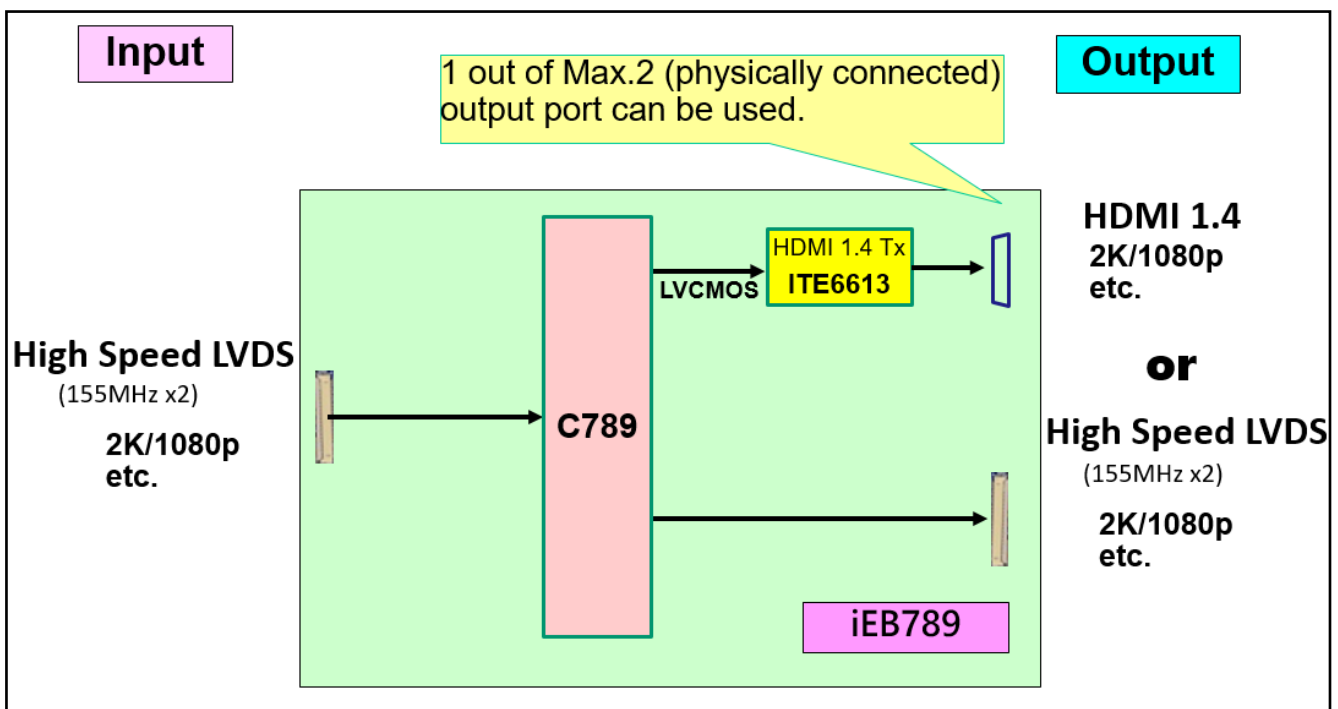 Input
1 out of Max.2 (physically connected)
output port can be used.
Output
High Speed LVDS
(155MHz x2)
2K/1080p
etc.
C789
LVCMOS
HDMI 1.4 Tx
ITE6613
HDMI 1.4
2K/1080p
etc.
or
High Speed LVDS
(155MHz x2)
2K/1080p
etc.
iEB789